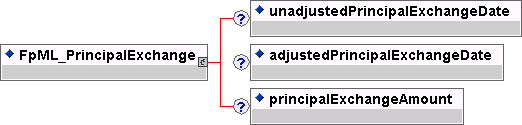 unadjustedPrincipalExchangeDate
?
FpML_PrincipalExchange
adjustedPrincipalExchangeDate
?
principalExchangeAmount
?